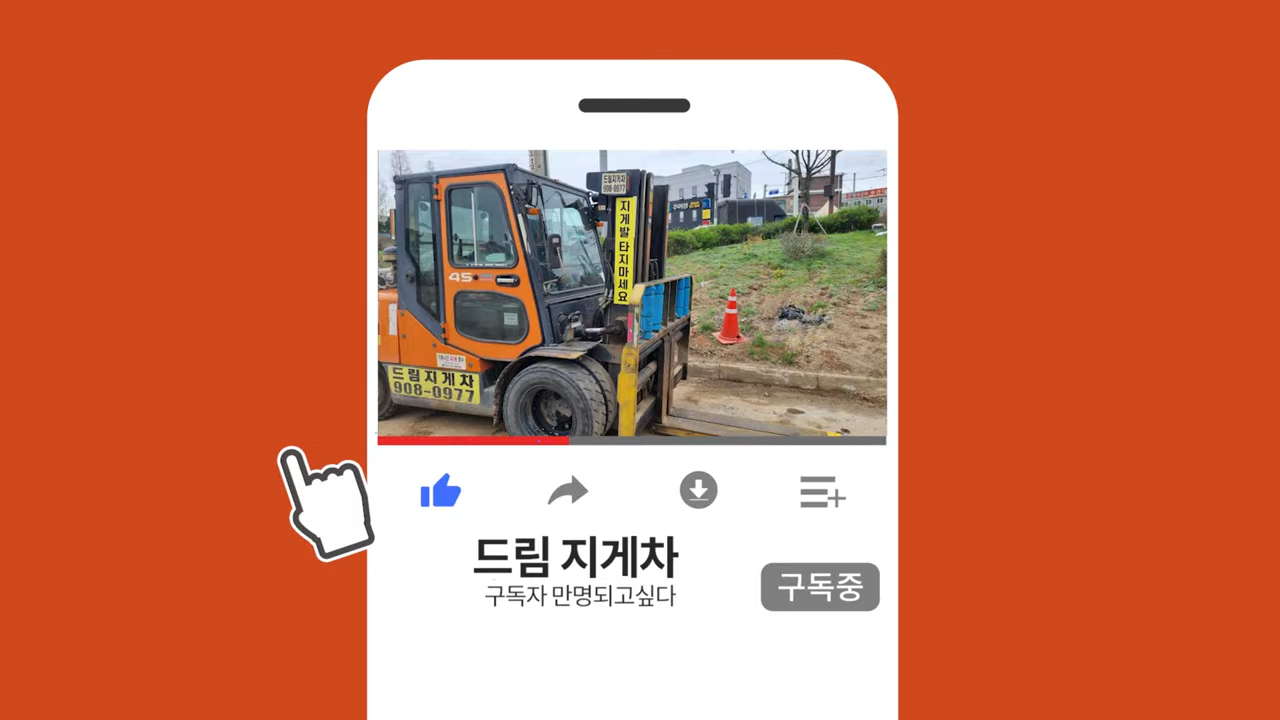 드림지게차
908-0977
지게발 타지마세요
45
드림지게차
908-0977
드림 지게차
구독자 만명되고싶다
구독중